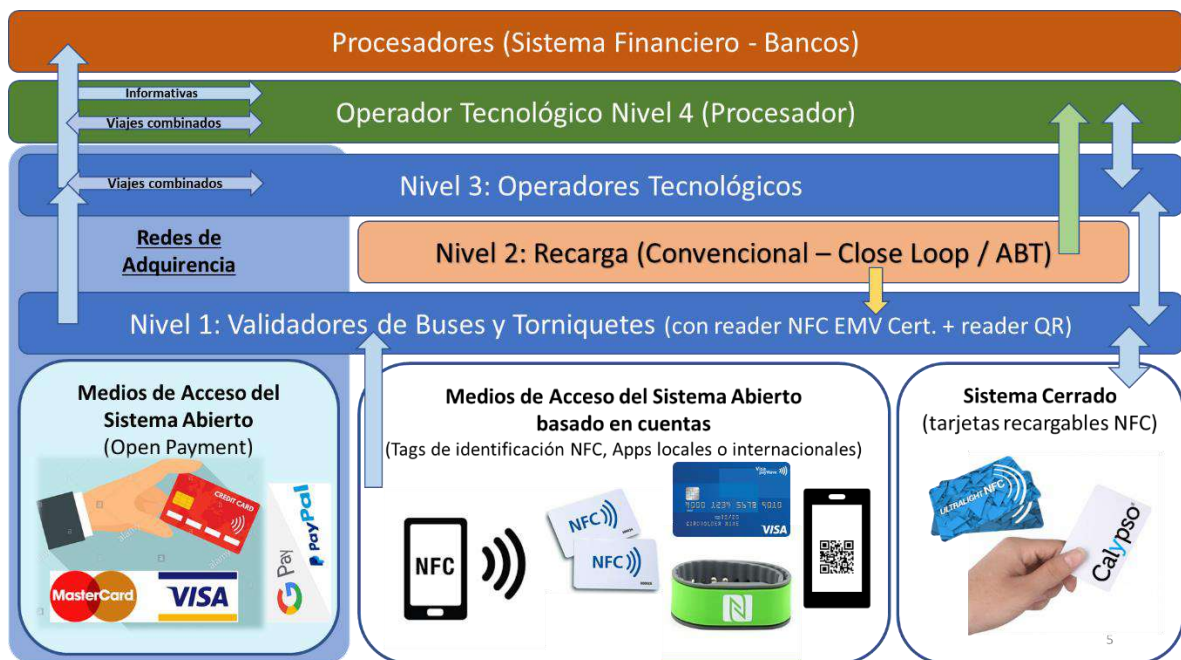 Procesadores (Sistema Financiero - Bancos)
Informativas
Viajes combinados
Operador Tecnológico Nivel 4 (Procesador)
Viajes combinados
Nivel 3: Operadores Tecnológicos
Redes de
Adquirencia
Nivel 2: Recarga (Convencional – Close Loop / ABT)
Nivel 1: Validadores de Buses y Torniquetes (con reader NFC EMV Cert. + reader QR)
Medios de Acceso del
Sistema Abierto
(Open Payment)
CREDIT CARD
MasterCard
VISA
G Pay
PayPal
Medios de Acceso del Sistema Abierto
basado en cuentas
(Tags de identificación NFC, Apps locales o internacionales)
NFC
NFC
NFC
4000 1234 5678 9010
VISA
Sistema Cerrado
(tarjetas recargables NFC)
ULTRALIGHT NFC
Calypso
5